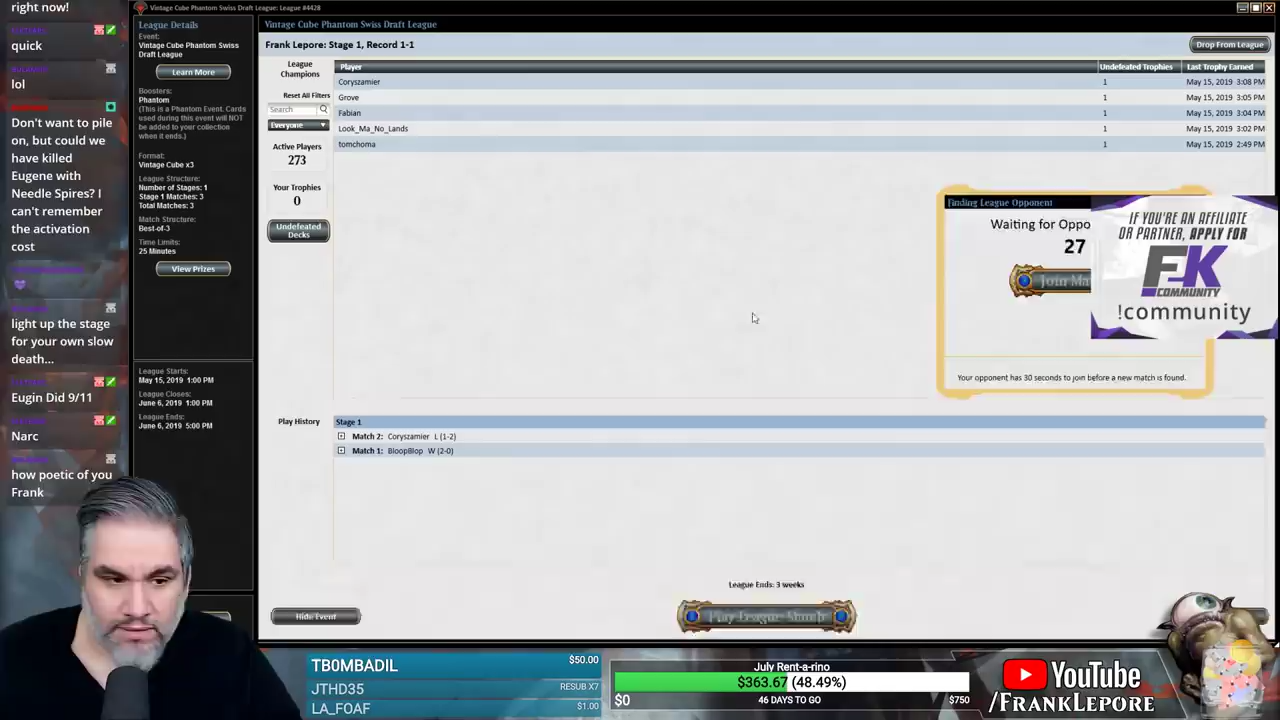 right now!
quick
lol
Don't want to pile
on, but could we
have killed
Eugene with
Needle Spires? I
can't remember
the activation
cost
light up the stage
for your own slow
death...
Eugin Did 9/11
Narc
how poetic of you
Frank
Vintage Cube Phantom Swiss Draft League: League #4428
League Details
Event:
Vintage Cube Phantom Swiss
Draft League
Learn More
Boosters:
Phantom
(This is a Phantom Event. Cards
used during this event will NOT
be added to your collection
when it ends.)
Format:
Vintage Cube x3
League Structure:
Number of Stages: 1
Stage 1 Matches: 3
Total Matches: 3
Match Structure:
Best-of-3
Time Limits:
25 Minutes
View Prizes
League Starts:
May 15, 2019 1:00 PM
League Closes:
June 6, 2019 1:00 PM
League Ends:
June 6, 2019 5:00 PM
Vintage Cube Phantom Swiss Draft League
Frank Lepore: Stage 1, Record 1-1
Drop From League
League
Champions
Reset All Filters
Search
Everyone
Active Players
273
Your Trophies
0
Undefeated
Decks
Player Undefeated Trophies Last Trophy Earned
Coryszamier 1 May 15, 2019 3:08 PM
Grove 1 May 15, 2019 3:05 PM
Fabian 1 May 15, 2019 3:04 PM
Look_Ma_No_Lands 1 May 15, 2019 3:02 PM
tomchoma 1 May 15, 2019 2:49 PM
Finding League Opponent
Waiting for Oppo
27
Join Ma
Your opponent has 30 seconds to join before a new match is found.
IF YOU'RE AN AFFILIATE
OR PARTNER, APPLY FOR
FK
COMMUNITY
!community
Play History
Stage 1
Match 2: Coryszamier L (1-2)
Match 1: BloopBlop W (2-0)
League Ends: 3 weeks
Hide Event
Play League Match
TB0MBADIL $50.00
JTHD35 RESUB X7
LA_FOAF $1.00
July Rent-a-rino
$363.67 (48.49%)
$0 46 DAYS TO GO $750
YouTube
/FRANKLEPORE